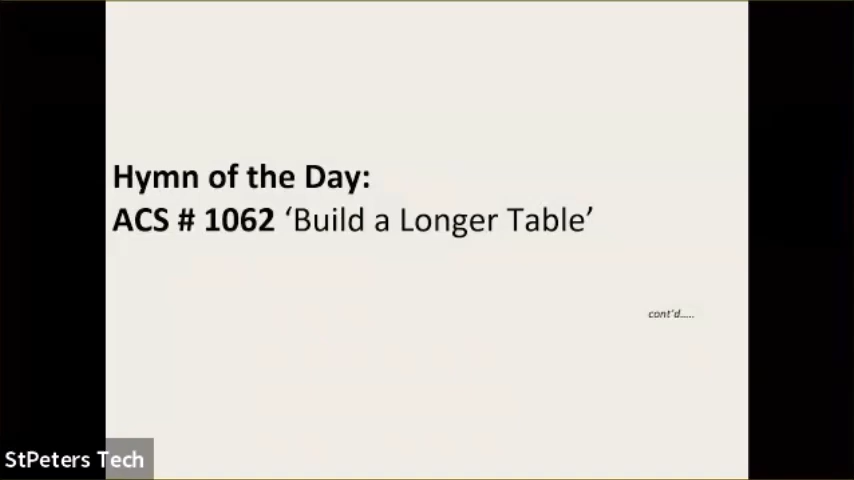 Hymn of the Day:
ACS # 1062 ‘Build a Longer Table’
cont’d.....
StPeters Tech